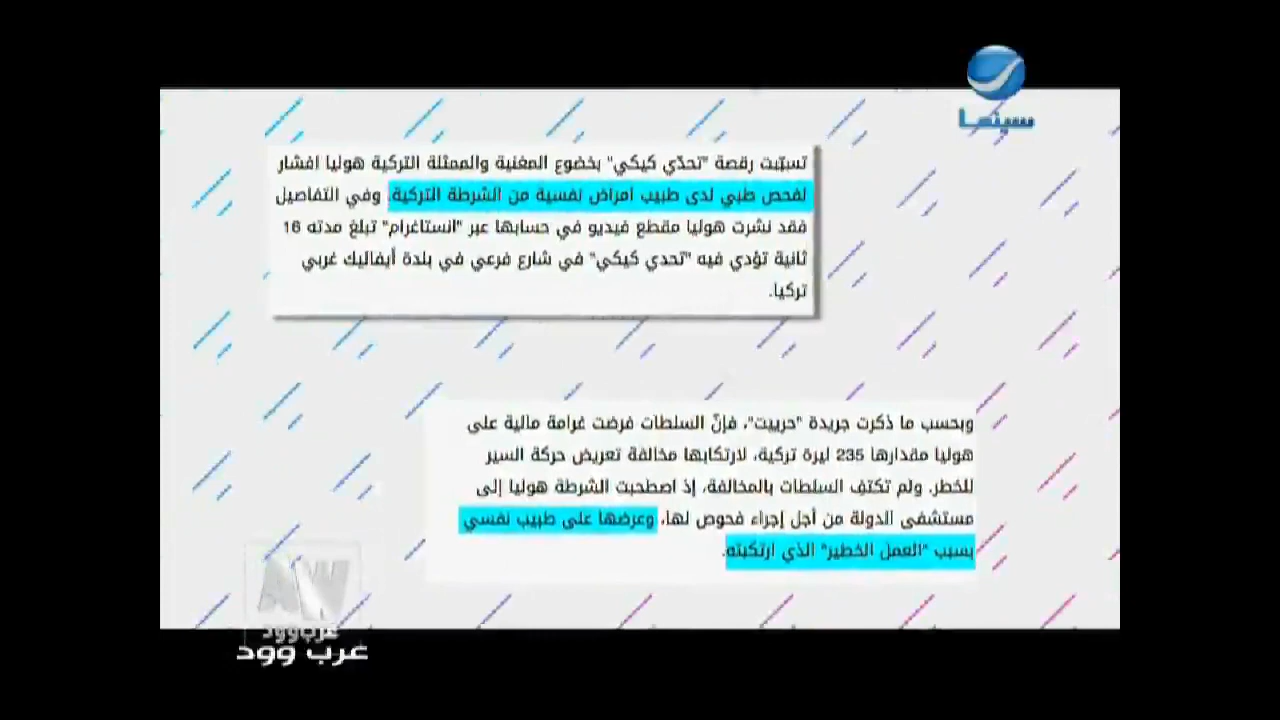 سينما
تسبّبت رقصة "تحدّي كيكي" بخضوع المغنية والممثلة التركية هوليا افشار
لفحص طبي لدى طبيب امراض نفسية من الشرطة التركية. وفي التفاصيل
فقد نشرت هوليا مقطع فيديو في حسابها عبر "انستاغرام" تبلغ مدته 16
ثانية تؤدي فيه "تحدي كيكي" في شارع فرعي في بلدة أيفاليك غربي
تركيا.
وبحسب ما ذكرت جريدة "حرييت"، فإنّ السلطات فرضت غرامة مالية على
هوليا مقدارها 235 ليرة تركية، لارتكابها مخالفة تعريض حركة السير
للخطر. ولم تكتفِ السلطات بالمخالفة، إذ اصطحبت الشرطة هوليا إلى
مستشفى الدولة من أجل إجراء فحوص لها، وعرضها على طبيب نفسي
بسبب "العمل الخطير" الذي ارتكبته.
AW
عرب وود
عرب وود